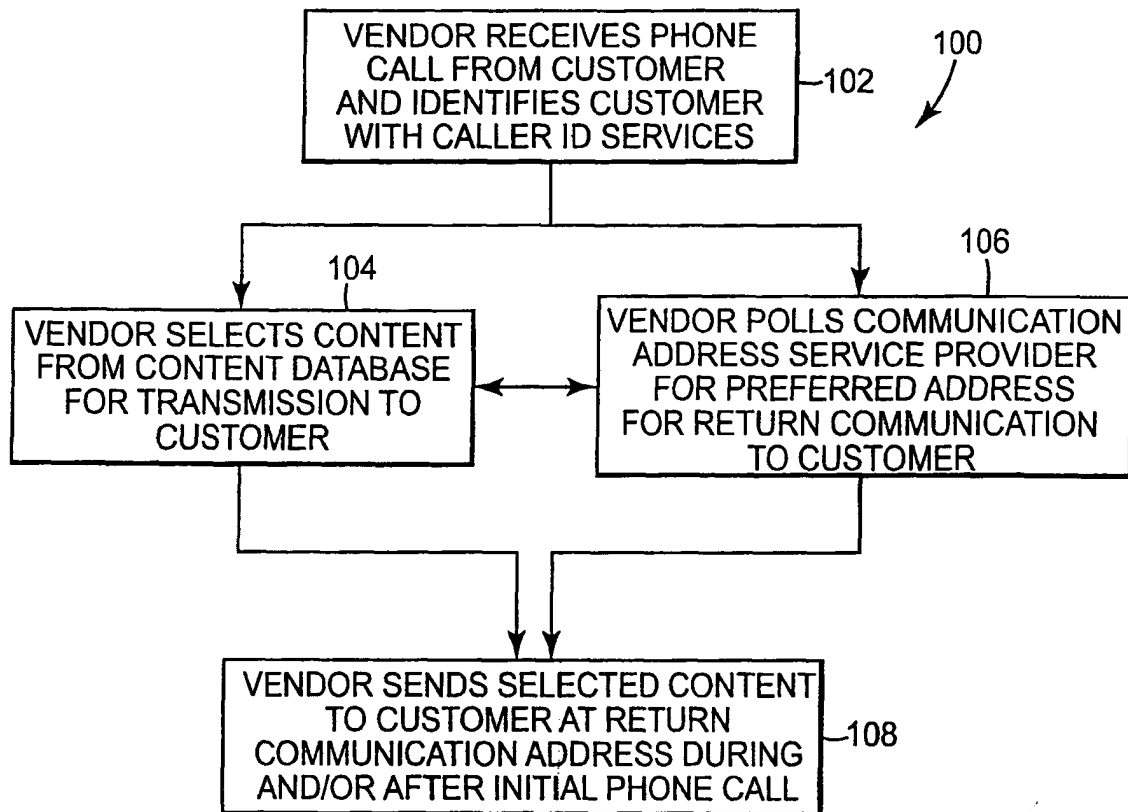 VENDOR RECEIVES PHONE
CALL FROM CUSTOMER
AND IDENTIFIES CUSTOMER
WITH CALLER ID SERVICES
102
100
104
VENDOR SELECTS CONTENT
FROM CONTENT DATABASE
FOR TRANSMISSION TO
CUSTOMER
106
VENDOR POLLS COMMUNICATION
ADDRESS SERVICE PROVIDER
FOR PREFERRED ADDRESS
FOR RETURN COMMUNICATION
TO CUSTOMER
VENDOR SENDS SELECTED CONTENT
TO CUSTOMER AT RETURN
COMMUNICATION ADDRESS DURING
AND/OR AFTER INITIAL PHONE CALL
108